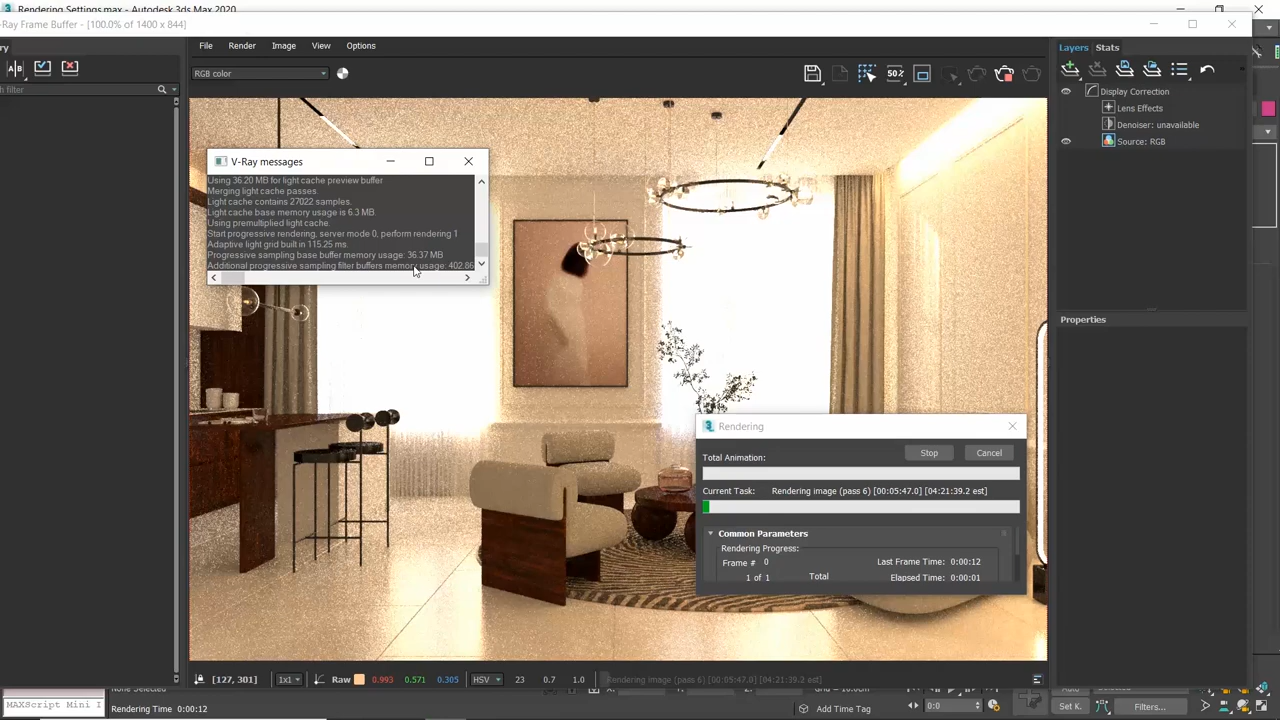 Rendering Settings.max - Autodesk 3ds Max 2020
Ray Frame Buffer - [100.0% of 1400 x 844]
ry
File Render Image View Options
Layers Stats
RGB color
50%
filter
Display Correction
Lens Effects
Denoiser: unavailable
Source: RGB
V-Ray messages
Using 36.20 MB for light cache preview buffer
Merging light cache passes.
Light cache contains 27022 samples.
Light cache base memory usage is 6.3 MB.
Using premultiplied light cache.
Start progressive rendering, server mode 0, perform rendering 1
Adaptive light grid built in 115.25 ms.
Progressive sampling base buffer memory usage: 36.37 MB
Additional progressive sampling filter buffers memory usage: 402.86
Properties
Rendering
Total Animation:
Stop Cancel
Current Task: Rendering image (pass 6) [00:05:47.0] [04:21:39.2 est]
Common Parameters
Rendering Progress:
Frame # 0 Last Frame Time: 0:00:12
1 of 1 Total Elapsed Time: 0:00:01
[127, 301] 1x1 Raw 0.993 0.571 0.305 HSV 23 0.7 1.0 Rendering image (pass 6) [00:05:47.0] [04:21:39.2 est]
None Selected
MAXScript Mini I
Rendering Time: 0:00:12
Add Time Tag
0:0
Set K.
Filters...